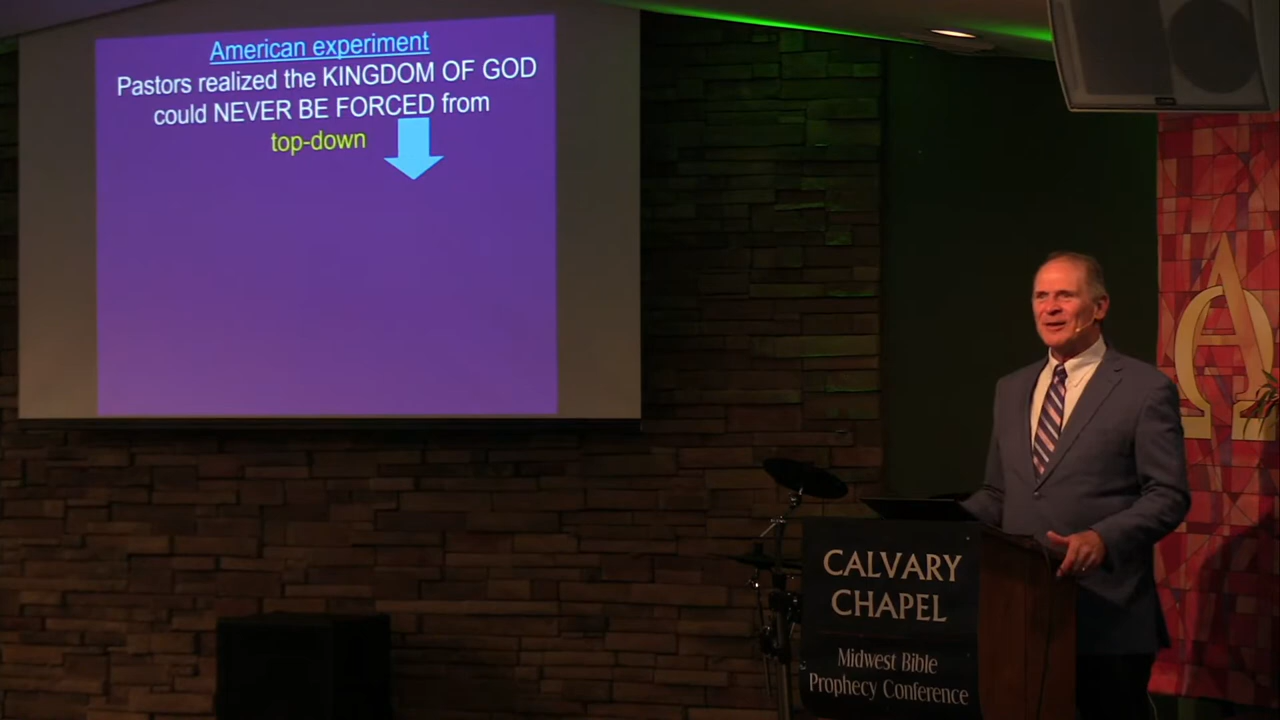 American experiment
Pastors realized the KINGDOM OF GOD
could NEVER BE FORCED from
top-down
CALVARY
CHAPEL
Midwest Bible
Prophecy Conference